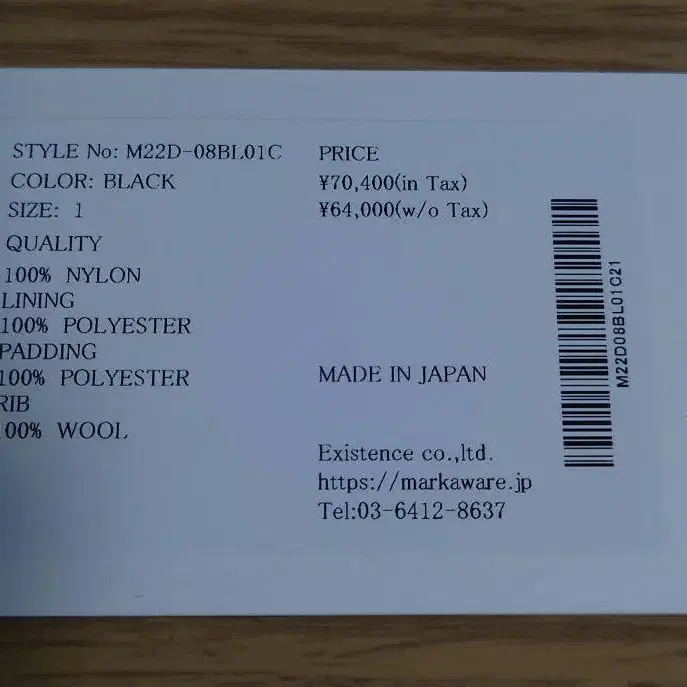 STYLE No: M22D-08BL01C
COLOR: BLACK
SIZE: 1
QUALITY
100% NYLON
LINING
100% POLYESTER
PADDING
100% POLYESTER
RIB
100% WOOL
PRICE
¥70,400(in Tax)
¥64,000(w/o Tax)
MADE IN JAPAN
Existence co.,ltd.
https://markaware.jp
Tel:03-6412-8637
M22D08BL01C21